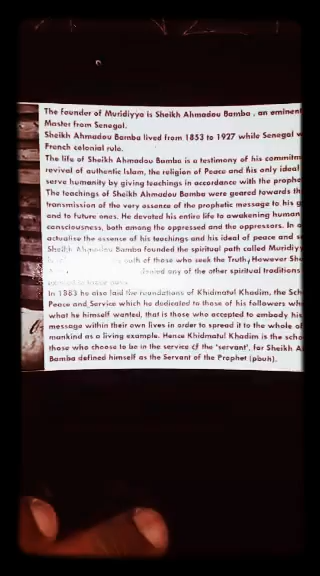 The founder of Muridiyya is Sheikh Ahmadou Bamba , an eminent
Master from Senegal.
Sheikh Ahmadou Bamba lived from 1853 to 1927 while Senegal
French colonial rule.
The life of Sheikh Ahmadou Bamba is a testimony of his
revival of authentic Islam, the religion of Peace and his only ideal
serve humanity by giving teachings in accordance with the
The teachings of Sheikh Ahmadou Bamba were geared towards
transmission of the very essence of the prophetic message to his
and to future ones. He devoted his entire life to awakening human
consciousness, both among the oppressed and the oppressors. In
actualise the essence of his teachings and his ideal of peace and
Sheikh Ahmadou Bamba founded the spiritual path called
path of those who seek the Truth, However
any of the other spiritual traditions
In 1883 he also laid the foundations of Khidmatul Khadim, the
Peace and Service which he dedicated to those of his followers
what he himself wanted, that is those who accepted to embody his
message within their own lives in order to spread it to the whole of
mankind as a living example. Hence Khidmatul Khadim is the
those who choose to be in the service of the 'servant', for Sheikh
Bamba defined himself as the Servant of the Prophet (pbuh).